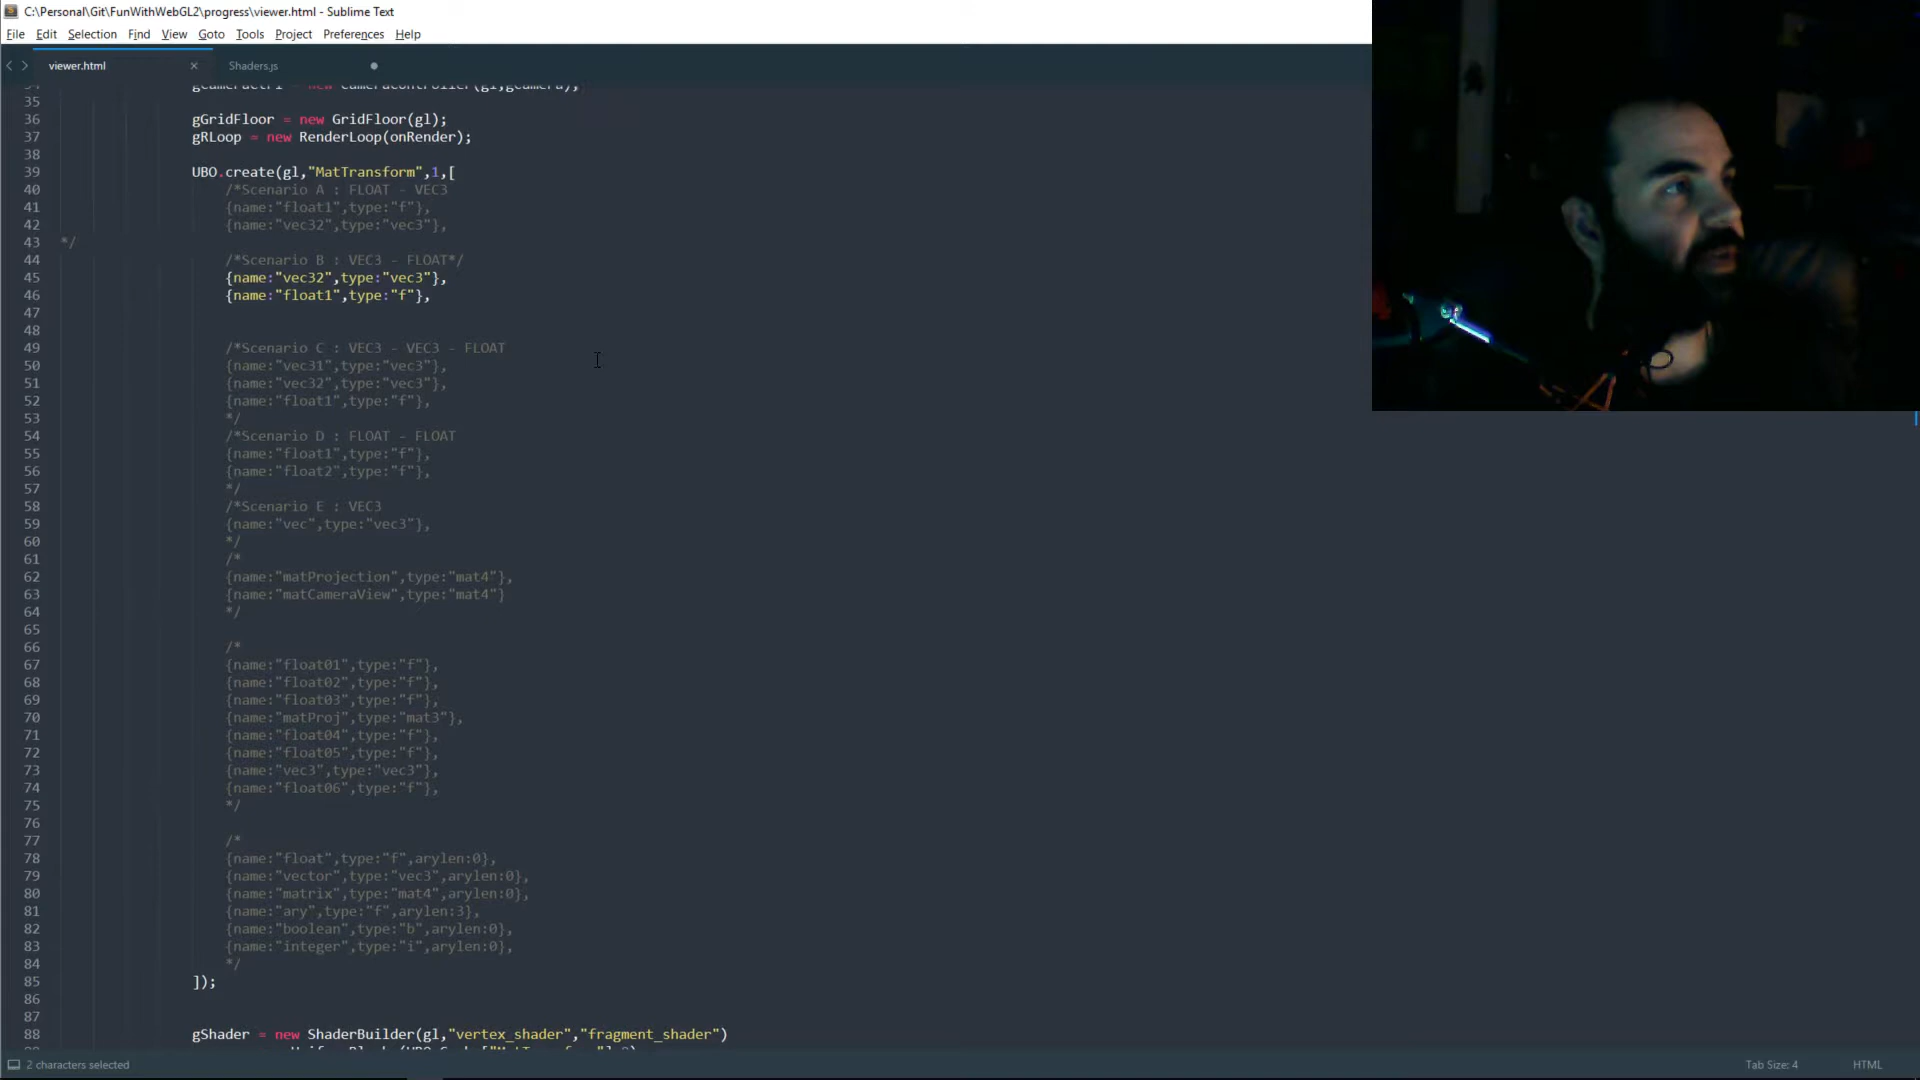 C:\Personal\Git\FunWithWebGL2\progress\viewer.html - Sublime Text
File Edit Selection Find View Goto Tools Project Preferences Help
viewer.html × Shaders.js
35
36 gGridFloor = new GridFloor(gl);
37 gRLoop = new RenderLoop(onRender);
38
39 UBO.create(gl,"MatTransform",1,[
40 /*Scenario A : FLOAT - VEC3
41 {name:"float1",type:"f"},
42 {name:"vec32",type:"vec3"},
43 */
44 /*Scenario B : VEC3 - FLOAT*/
45 {name:"vec32",type:"vec3"},
46 {name:"float1",type:"f"},
47
48
49 /*Scenario C : VEC3 - VEC3 - FLOAT
50 {name:"vec31",type:"vec3"},
51 {name:"vec32",type:"vec3"},
52 {name:"float1",type:"f"},
53 */
54 /*Scenario D : FLOAT - FLOAT
55 {name:"float1",type:"f"},
56 {name:"float2",type:"f"},
57 */
58 /*Scenario E : VEC3
59 {name:"vec",type:"vec3"},
60 */
61 /*
62 {name:"matProjection",type:"mat4"},
63 {name:"matCameraView",type:"mat4"}
64 */
65
66 /*
67 {name:"float01",type:"f"},
68 {name:"float02",type:"f"},
69 {name:"float03",type:"f"},
70 {name:"matProj",type:"mat3"},
71 {name:"float04",type:"f"},
72 {name:"float05",type:"f"},
73 {name:"vec3",type:"vec3"},
74 {name:"float06",type:"f"},
75 */
76
77 /*
78 {name:"float",type:"f",arylen:0},
79 {name:"vector",type:"vec3",arylen:0},
80 {name:"matrix",type:"mat4",arylen:0},
81 {name:"ary",type:"f",arylen:3},
82 {name:"boolean",type:"b",arylen:0},
83 {name:"integer",type:"i",arylen:0},
84 */
85 ]);
86
87
88 gShader = new ShaderBuilder(gl,"vertex_shader","fragment_shader")
2 characters selected Tab Size: 4 HTML